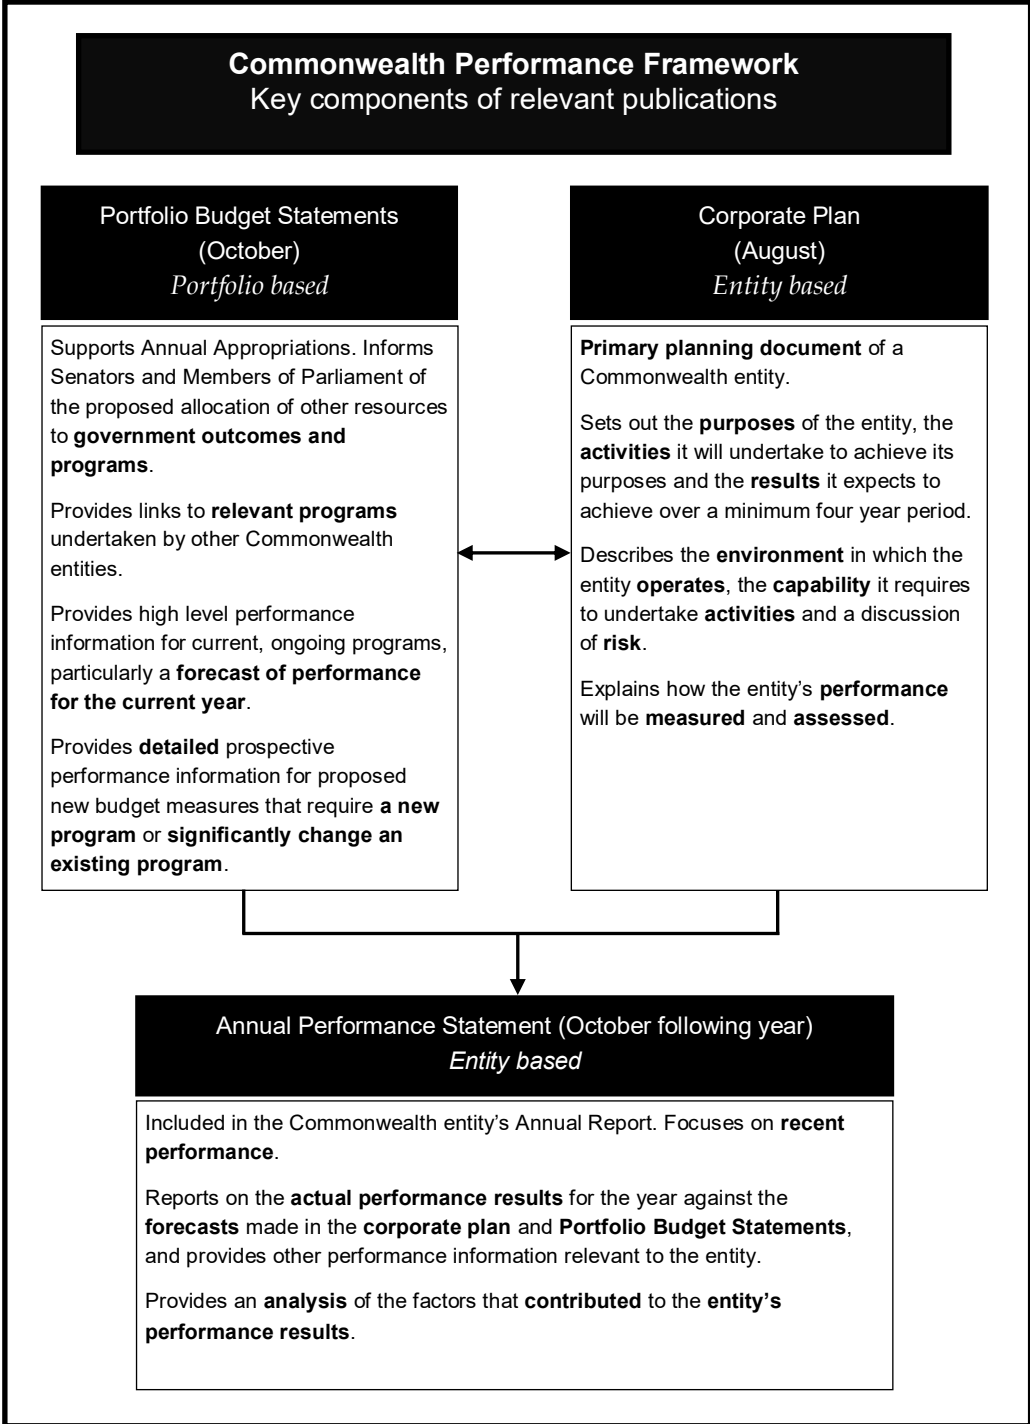 Commonwealth Performance Framework
Key components of relevant publications
Portfolio Budget Statements
(October)
Portfolio based
Supports Annual Appropriations. Informs
Senators and Members of Parliament of
the proposed allocation of other resources
to government outcomes and
programs.
Provides links to relevant programs
undertaken by other Commonwealth
entities.
Provides high level performance
information for current, ongoing programs,
particularly a forecast of performance
for the current year.
Provides detailed prospective
performance information for proposed
new budget measures that require a new
program or significantly change an
existing program.
Corporate Plan
(August)
Entity based
Primary planning document of a
Commonwealth entity.
Sets out the purposes of the entity, the
activities it will undertake to achieve its
purposes and the results it expects to
achieve over a minimum four year period.
Describes the environment in which the
entity operates, the capability it requires
to undertake activities and a discussion
of risk.
Explains how the entity’s performance
will be measured and assessed.
Annual Performance Statement (October following year)
Entity based
Included in the Commonwealth entity’s Annual Report. Focuses on recent
performance.
Reports on the actual performance results for the year against the
forecasts made in the corporate plan and Portfolio Budget Statements,
and provides other performance information relevant to the entity.
Provides an analysis of the factors that contributed to the entity’s
performance results.